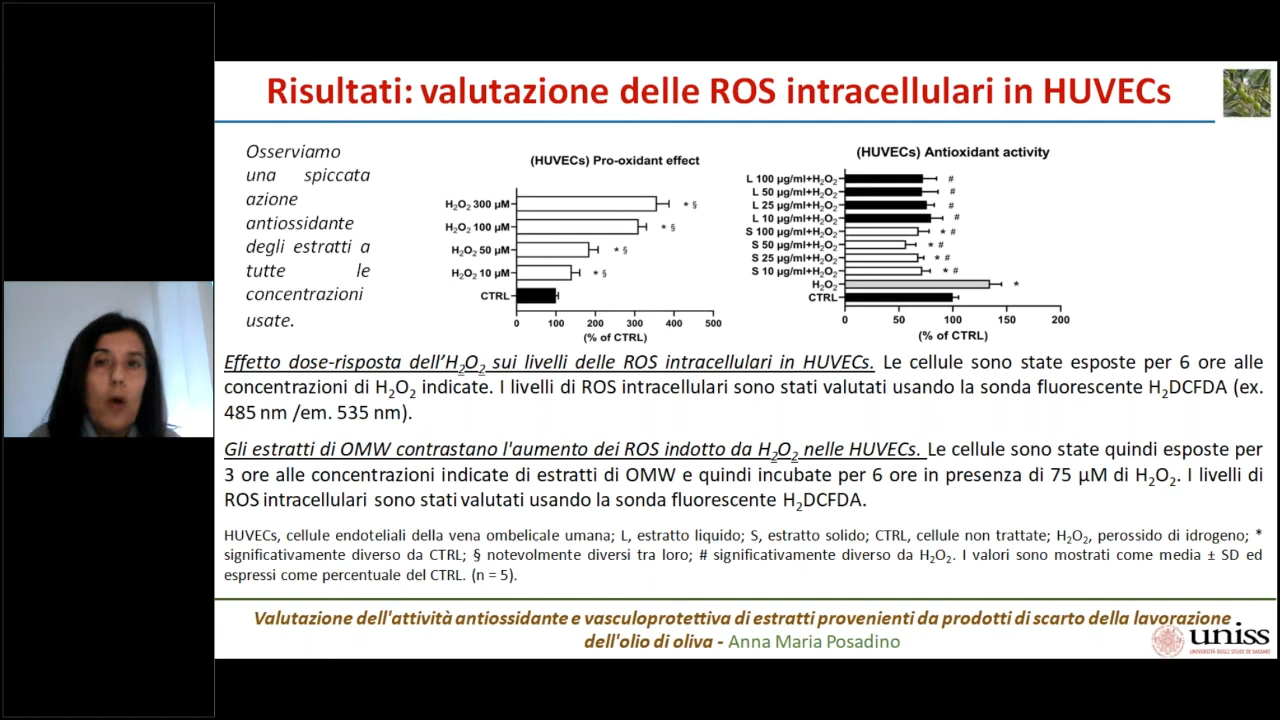 Risultati: valutazione delle ROS intracellulari in HUVECs
Osserviamo
una spiccata
azione
antiossidante
degli estratti a
tutte le
concentrazioni
usate.
(HUVECs) Pro-oxidant effect
H₂O₂ 300 µM
* §
H₂O₂ 100 µM
* §
H₂O₂ 50 µM
* §
H₂O₂ 10 µM
* §
CTRL
0 100 200 300 400 500
(% of CTRL)
(HUVECs) Antioxidant activity
L 100 µg/ml+H₂O₂
#
L 50 µg/ml+H₂O₂
#
L 25 µg/ml+H₂O₂
#
L 10 µg/ml+H₂O₂
#
S 100 µg/ml+H₂O₂
* #
S 50 µg/ml+H₂O₂
* #
S 25 µg/ml+H₂O₂
* #
S 10 µg/ml+H₂O₂
* #
H₂O₂
*
CTRL
0 50 100 150 200
(% of CTRL)
Effetto dose-risposta dell’H₂O₂ sui livelli delle ROS intracellulari in HUVECs. Le cellule sono state esposte per 6 ore alle
concentrazioni di H₂O₂ indicate. I livelli di ROS intracellulari sono stati valutati usando la sonda fluorescente H₂DCFDA (ex.
485 nm /em. 535 nm).
Gli estratti di OMW contrastano l'aumento dei ROS indotto da H₂O₂ nelle HUVECs. Le cellule sono state quindi esposte per
3 ore alle concentrazioni indicate di estratti di OMW e quindi incubate per 6 ore in presenza di 75 µM di H₂O₂. I livelli di
ROS intracellulari sono stati valutati usando la sonda fluorescente H₂DCFDA.
HUVECs, cellule endoteliali della vena ombelicale umana; L, estratto liquido; S, estratto solido; CTRL, cellule non trattate; H₂O₂, perossido di idrogeno; *
significativamente diverso da CTRL; § notevolmente diversi tra loro; # significativamente diverso da H₂O₂. I valori sono mostrati come media ± SD ed
espressi come percentuale del CTRL. (n = 5).
Valutazione dell'attività antiossidante e vasculoprotettiva di estratti provenienti da prodotti di scarto della lavorazione
dell'olio di oliva - Anna Maria Posadino
uniss
UNIVERSITÀ DEGLI STUDI DI SASSARI